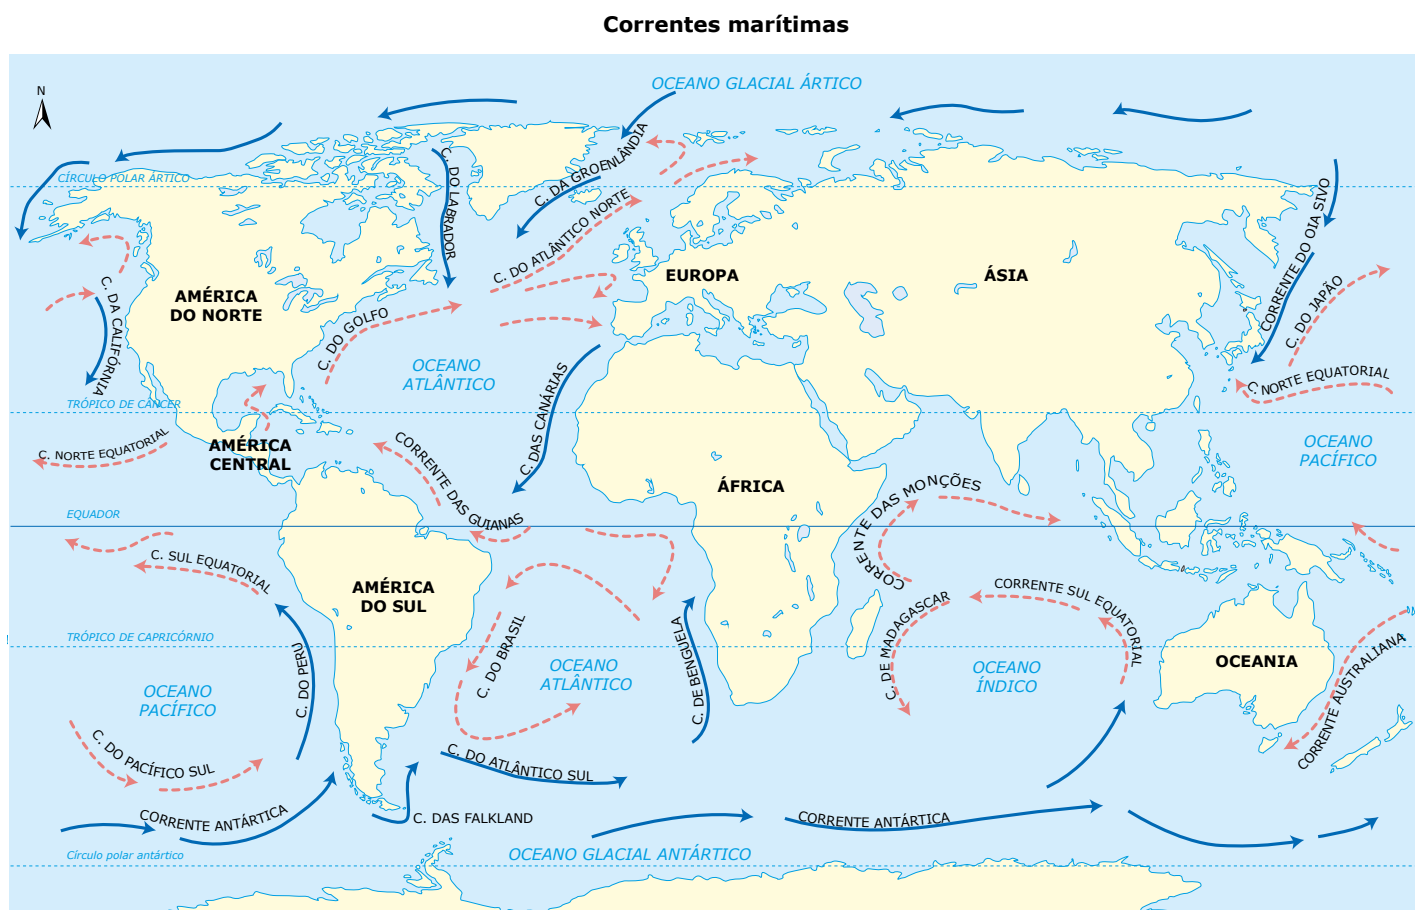 Correntes marítimas
OCEANO GLACIAL ÁRTICO
N
C. DA GROENLÂNDIA
C. DO LABRADOR
CÍRCULO POLAR ÁRTICO
CORRENTE DO OIA SIVO
C. DO ATLÂNTICO NORTE
EUROPA
ÁSIA
AMÉRICA
DO NORTE
C. DA CALIFÓRNIA
C. DO GOLFO
C. DO JAPÃO
OCEANO
ATLÂNTICO
C. NORTE EQUATORIAL
TRÓPICO DE CÂNCER
C. DAS CANÁRIAS
C. NORTE EQUATORIAL
AMÉRICA
CENTRAL
CORRENTE DAS GUIANAS
OCEANO
PACÍFICO
ÁFRICA
CORRENTE DAS MONÇÕES
EQUADOR
C. SUL EQUATORIAL
AMÉRICA
DO SUL
CORRENTE SUL EQUATORIAL
C. DE MADAGASCAR
TRÓPICO DE CAPRICÓRNIO
C. DO PERU
C. DO BRASIL
C. DE BENGUELA
OCEANO
ATLÂNTICO
OCEANO
ÍNDICO
OCEANIA
CORRENTE AUSTRALIANA
OCEANO
PACÍFICO
C. DO PACÍFICO SUL
C. DO ATLÂNTICO SUL
CORRENTE ANTÁRTICA
C. DAS FALKLAND
CORRENTE ANTÁRTICA
Círculo polar antártico
OCEANO GLACIAL ANTÁRTICO